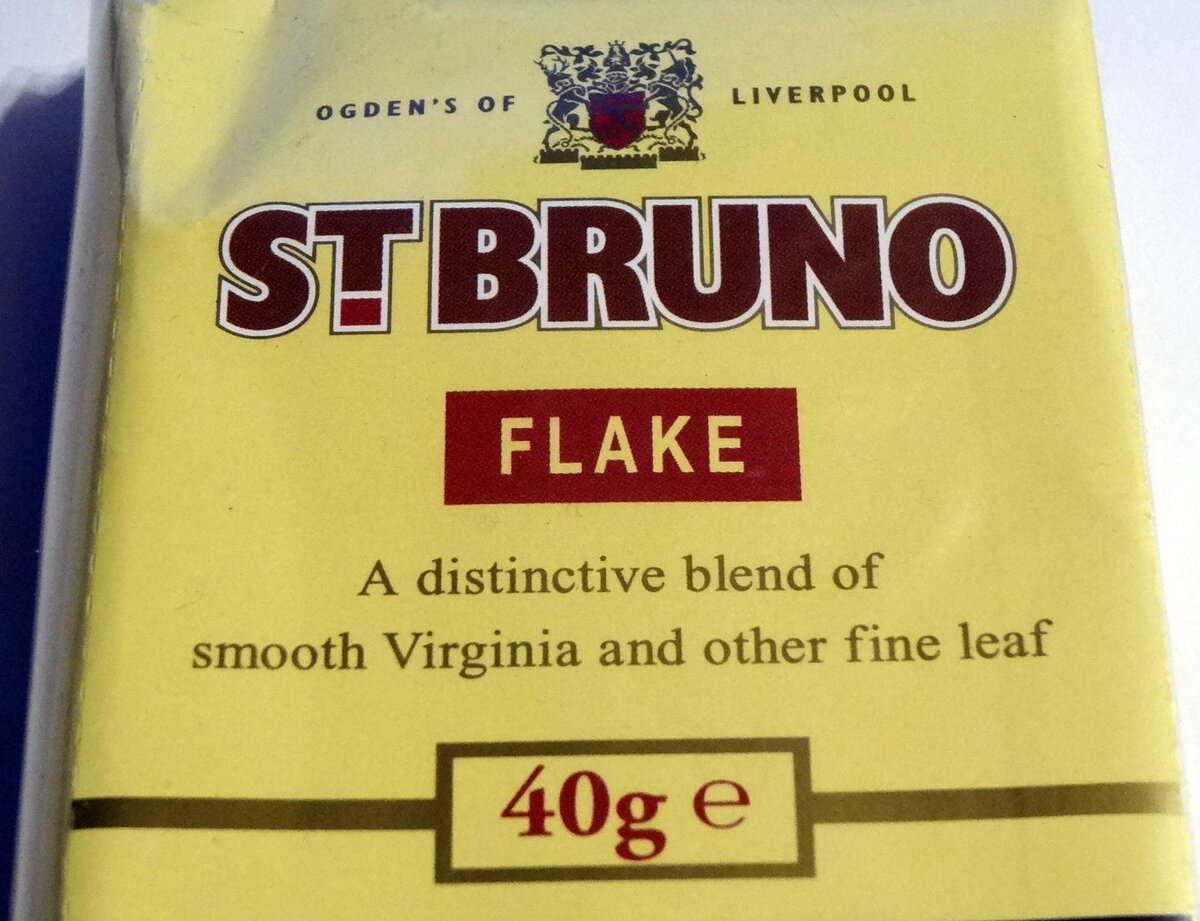 OGDEN'S OF LIVERPOOL
ST. BRUNO
FLAKE
A distinctive blend of
smooth Virginia and other fine leaf
40g e